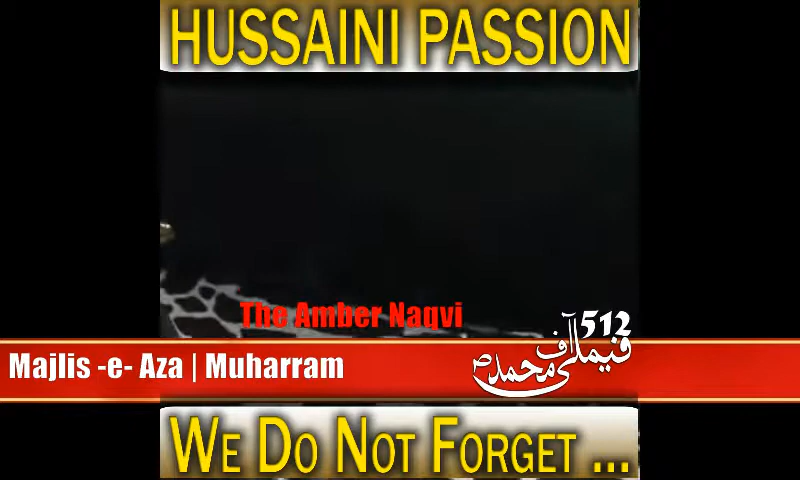 HUSSAINI PASSION
The Amber Naqvi
512
فیملی آف
محمدؐ
Majlis -e- Aza | Muharram
WE DO NOT FORGET ...